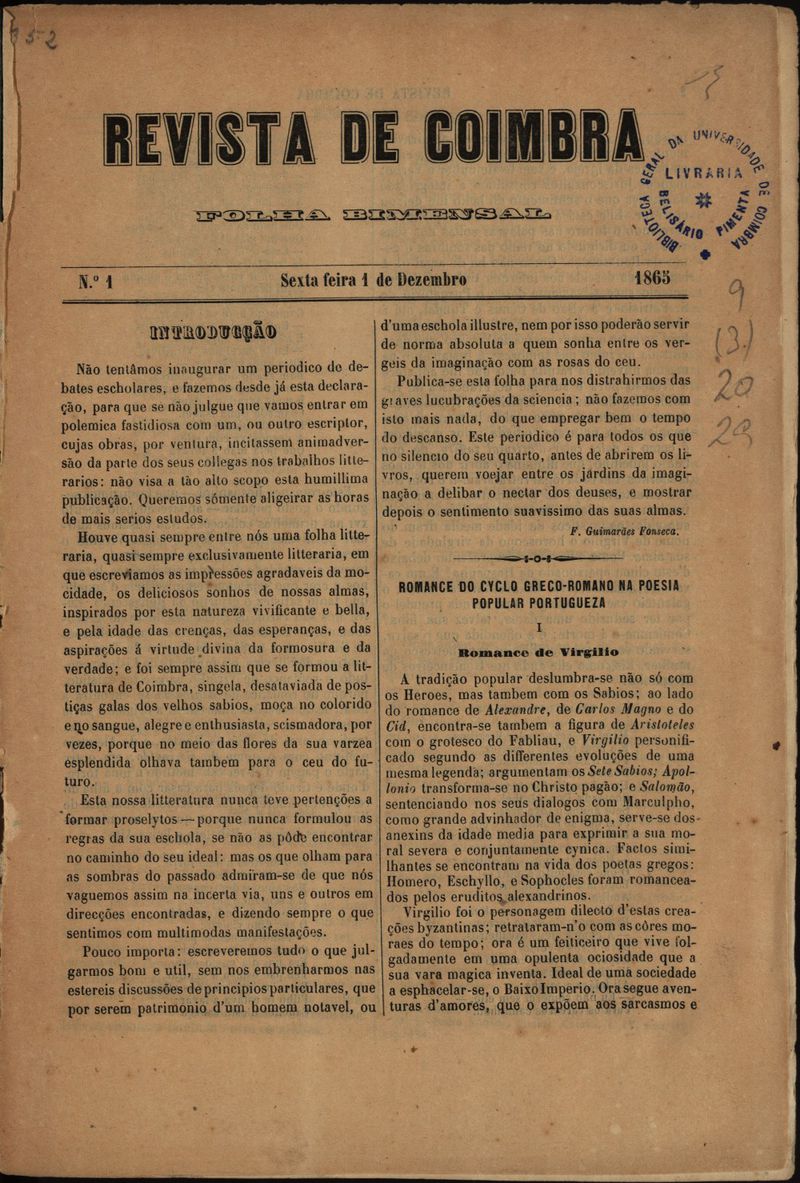 352
REVISTA DE COIMBRA
FOLHA BIMENSAL
BIBLIOTECA GERAL DA UNIVERSIDADE DE COIMBRA
LIVRARIA
BELISÁRIO PIMENTA
N.º 1
Sexta feira 1 de Dezembro
1865
9
(3)
20
29
INTRODUCÇÃO
Não tentâmos inaugurar um periodico de de-
bates escholares, e fazemos desde já esta declara-
ção, para que se não julgue que vamos entrar em
polemica fastidiosa com um, ou outro escriptor,
cujas obras, por ventura, incitassem animadver-
são da parte dos seus collegas nos trabalhos litte-
rarios: não visa a tão alto scopo esta humillima
publicação. Queremos sómente aligeirar as horas
de mais serios estudos.
Houve quasi sempre entre nós uma folha litte-
raria, quasi sempre exclusivamente litteraria, em
que escreviamos as impressões agradaveis da mo-
cidade, os deliciosos sonhos de nossas almas,
inspirados por esta natureza vivificante e bella,
e pela idade das crenças, das esperanças, e das
aspirações á virtude divina da formosura e da
verdade; e foi sempre assim que se formou a lit-
teratura de Coimbra, singela, desataviada de pos-
tiças galas dos velhos sabios, moça no colorido
e no sangue, alegre e enthusiasta, scismadora, por
vezes, porque no meio das flores da sua varzea
esplendida olhava tambem para o ceu do fu-
turo.
Esta nossa litteratura nunca teve pertenções a
formar proselytos—porque nunca formulou as
regras da sua eschola, se não as pôde encontrar
no caminho do seu ideal: mas os que olham para
as sombras do passado admiram-se de que nós
vaguemos assim na incerta via, uns e outros em
direcções encontradas, e dizendo sempre o que
sentimos com multimodas manifestações.
Pouco importa: escreveremos tudo o que jul-
garmos bom e util, sem nos embrenharmos nas
estereis discussões de principios particulares, que
por serem patrimonio d'um homem notavel, ou
d'uma eschola illustre, nem por isso poderão servir
de norma absoluta a quem sonha entre os ver-
geis da imaginação com as rosas do ceu.
Publica-se esta folha para nos distrahirmos das
graves lucubrações da sciencia; não fazemos com
isto mais nada, do que empregar bem o tempo
do descanso. Este periodico é para todos os que
no silencio do seu quarto, antes de abrirem os li-
vros, querem voejar entre os jardins da imagi-
nação a delibar o nectar dos deuses, e mostrar
depois o sentimento suavissimo das suas almas.
F. Guimarães Fonseca.
ROMANCE DO CYCLO GRECO-ROMANO NA POESIA
POPULAR PORTUGUEZA
I
Romance de Virgilio
A tradição popular deslumbra-se não só com
os Heroes, mas tambem com os Sabios; ao lado
do romance de Alexandre, de Carlos Magno e do
Cid, encontra-se tambem a figura de Aristoteles
com o grotesco do Fabliau, e Virgilio personifi-
cado segundo as differentes evoluções de uma
mesma legenda; argumentam os Sete Sabios; Apol-
lonio transforma-se no Christo pagão; e Salomão,
sentenciando nos seus dialogos com Marculpho,
como grande advinhador de enigma, serve-se dos
anexins da idade media para exprimir a sua mo-
ral severa e conjuntamente cynica. Factos simi-
lhantes se encontram na vida dos poetas gregos:
Homero, Eschyllo, e Sophocles foram romancea-
dos pelos eruditos alexandrinos.
Virgilio foi o personagem dilecto d'estas crea-
ções byzantinas; retrataram-n'o com as côres mo-
raes do tempo; ora é um feiticeiro que vive fol-
gadamente em uma opulenta ociosidade que a
sua vara magica inventa. Ideal de uma sociedade
a esphacelar-se, o Baixo Imperio. Ora segue aven-
turas d'amores, que o expõem aos sarcasmos e